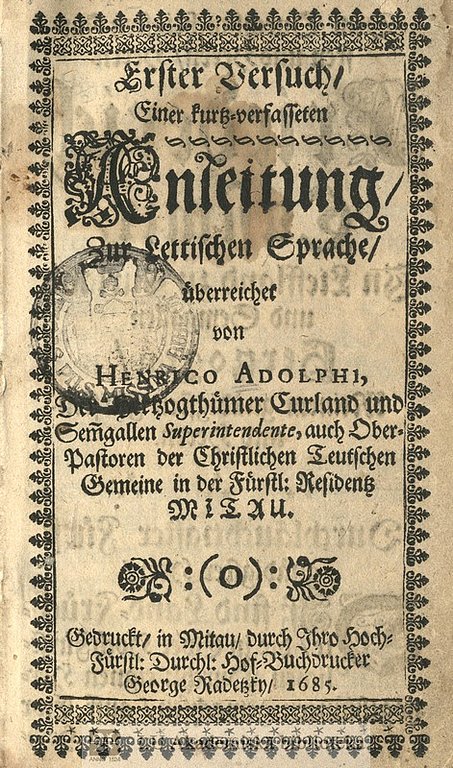 Erster Versuch/
Einer kurtz-verfasseten
Anleitung/
Zur Lettischen Sprache/
überreichet
von
HENRICO ADOLPHI,
Der Hertzogthümer Curland und
Sem̃gallen Superintendente, auch Ober-
Pastoren der Christlichen Teutschen
Gemeine in der Fürstl: Residentz
MITAU.
:(O):
Gedruckt/ in Mitau/ durch Ihro Hoch-
Fürstl: Durchl: Hof-Buchdrucker
George Radetzky/ 1685.